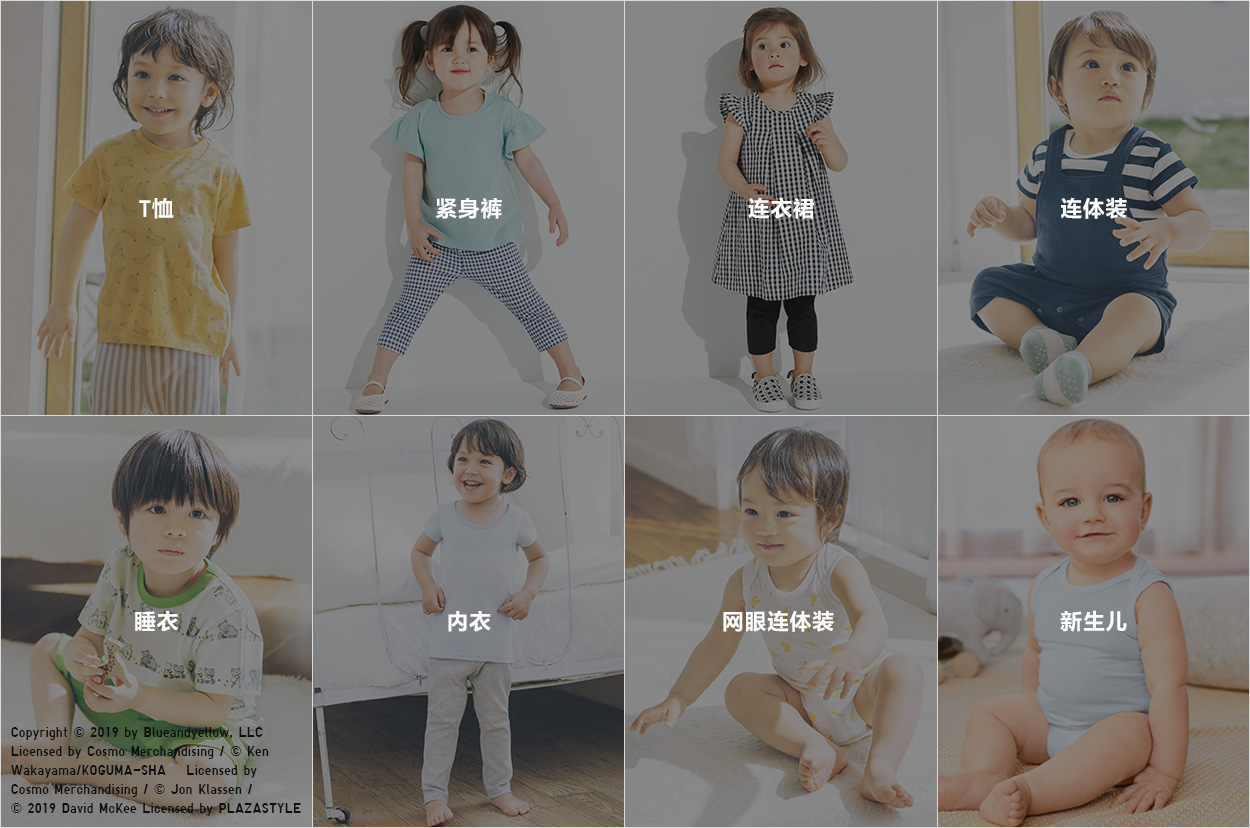 T恤
紧身裤
连衣裙
连体装
睡衣
内衣
网眼连体装
新生儿
Copyright © 2019 by Blueandyellow, LLC
Licensed by Cosmo Merchandising / © Ken
Wakayama/KOGUMA-SHA Licensed by
Cosmo Merchandising / © Jon Klassen /
© 2019 David McKee Licensed by PLAZASTYLE